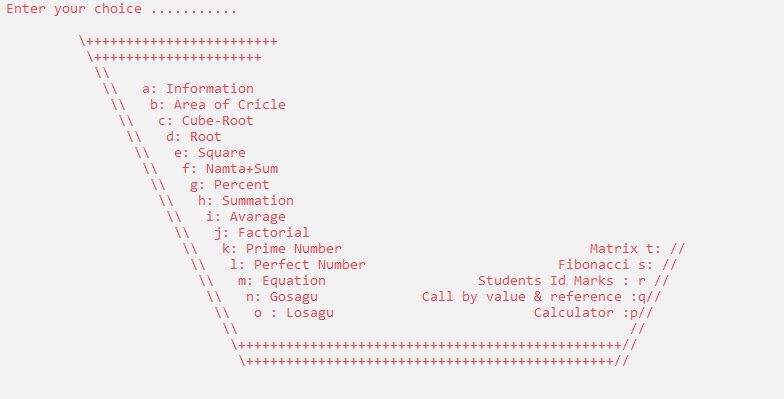 Enter your choice ...........
\++++++++++++++++++++++++
\+++++++++++++++++++++
\\
\\ a: Information
\\ b: Area of Cricle
\\ c: Cube-Root
\\ d: Root
\\ e: Square
\\ f: Namta+Sum
\\ g: Percent
\\ h: Summation
\\ i: Avarage
\\ j: Factorial
\\ k: Prime Number Matrix t: //
\\ l: Perfect Number Fibonacci s: //
\\ m: Equation Students Id Marks : r //
\\ n: Gosagu Call by value & reference :q//
\\ o : Losagu Calculator :p//
\\ //
\++++++++++++++++++++++++++++++++++++++++++++++++//
\++++++++++++++++++++++++++++++++++++++++++++++//